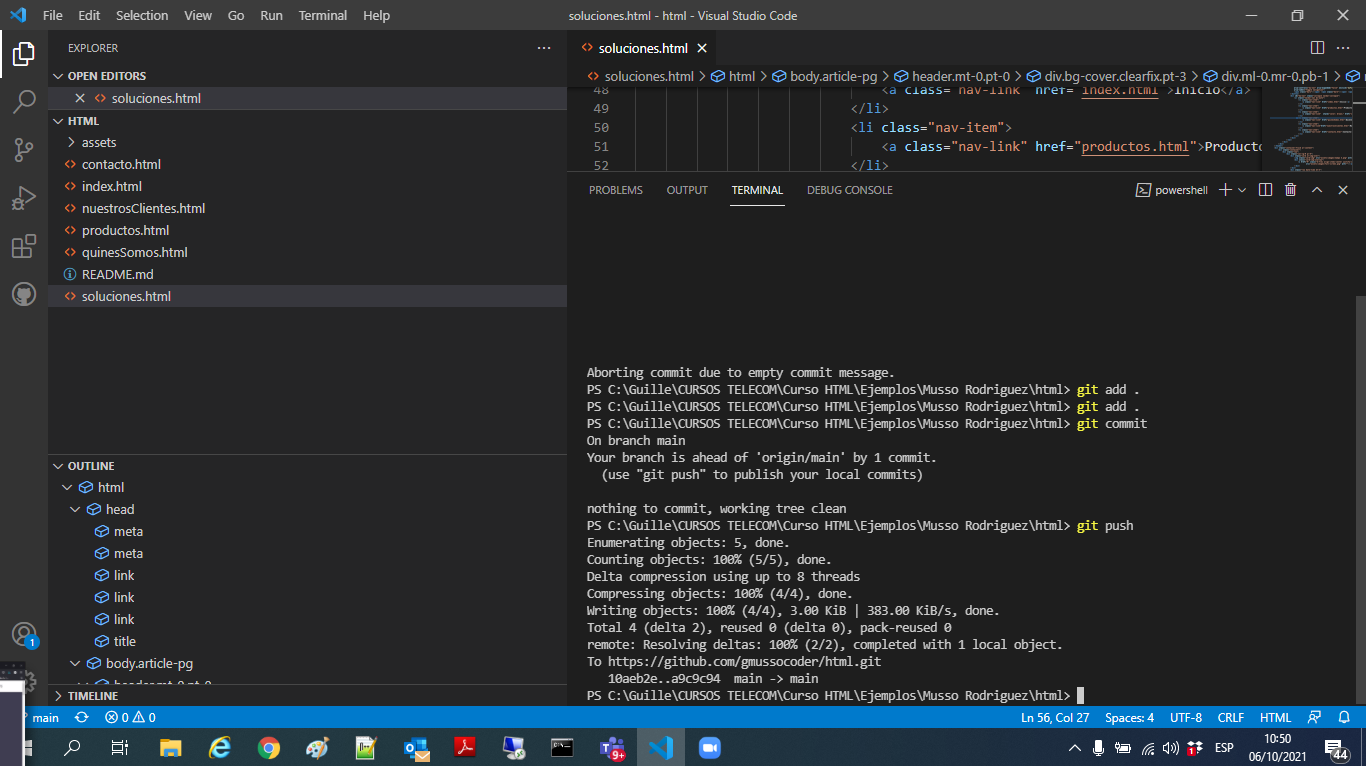 File Edit Selection View Go Run Terminal Help
soluciones.html - html - Visual Studio Code
EXPLORER
OPEN EDITORS
soluciones.html
HTML
assets
contacto.html
index.html
nuestrosClientes.html
productos.html
quinesSomos.html
README.md
soluciones.html
OUTLINE
html
head
meta
meta
link
link
link
title
body.article-pg
header.mt-0.pt-0
TIMELINE
soluciones.html
soluciones.html > html > body.article-pg > header.mt-0.pt-0 > div.bg-cover.clearfix.pt-3 > div.ml-0.mr-0.pb-1 >
48 <a class="nav-link" href="index.html">Inicio</a>
49 </li>
50 <li class="nav-item">
51 <a class="nav-link" href="productos.html">Producto
52 </li>
PROBLEMS OUTPUT TERMINAL DEBUG CONSOLE
powershell
Aborting commit due to empty commit message.
PS C:\Guille\CURSOS TELECOM\Curso HTML\Ejemplos\Musso Rodriguez\html> git add .
PS C:\Guille\CURSOS TELECOM\Curso HTML\Ejemplos\Musso Rodriguez\html> git add .
PS C:\Guille\CURSOS TELECOM\Curso HTML\Ejemplos\Musso Rodriguez\html> git commit
On branch main
Your branch is ahead of 'origin/main' by 1 commit.
(use "git push" to publish your local commits)
nothing to commit, working tree clean
PS C:\Guille\CURSOS TELECOM\Curso HTML\Ejemplos\Musso Rodriguez\html> git push
Enumerating objects: 5, done.
Counting objects: 100% (5/5), done.
Delta compression using up to 8 threads
Compressing objects: 100% (4/4), done.
Writing objects: 100% (4/4), 3.00 KiB | 383.00 KiB/s, done.
Total 4 (delta 2), reused 0 (delta 0), pack-reused 0
remote: Resolving deltas: 100% (2/2), completed with 1 local object.
To https://github.com/gmussocoder/html.git
10aeb2e..a9c9c94 main -> main
PS C:\Guille\CURSOS TELECOM\Curso HTML\Ejemplos\Musso Rodriguez\html>
1
main 0 0
Ln 56, Col 27 Spaces: 4 UTF-8 CRLF HTML
9+
1
ESP
10:50
06/10/2021
44